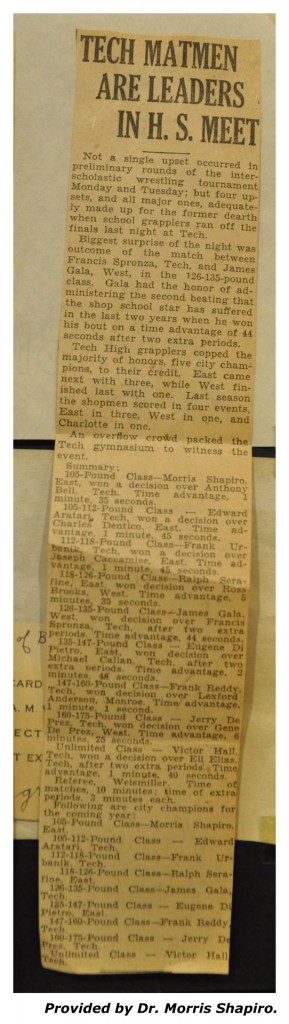 TECH MATMEN
ARE LEADERS
IN H. S. MEET
Not a single upset occurred in
preliminary rounds of the inter-
scholastic wrestling tournament
Monday and Tuesday; but four up-
sets, and all major ones, adequate-
ly made up for the former dearth
when school grapplers ran off the
finals last night at Tech.
Biggest surprise of the night was
outcome of the match between
Francis Spronza, Tech, and James
Gala, West, in the 126-135-pound
class. Gala had the honor of ad-
ministering the second beating that
the shop school star has suffered
in the last two years when he won
his bout on a time advantage of 44
seconds after two extra periods.
Tech High grapplers copped the
majority of honors, five city cham-
pions, to their credit. East came
next with three, while West fin-
ished last with one. Last season
the shopmen scored in four events,
East in three, West in one, and
Charlotte in one.
An overflow crowd packed the
Tech gymnasium to witness the
event.
Summary:
105-Pound Class—Morris Shapiro,
East, won a decision over Anthony
Bell, Tech. Time advantage, 1
minute, 35 seconds.
105-112-Pound Class — Edward
Aratari, Tech, won a decision over
Charles Dentico, East. Time ad-
vantage, 1 minute, 45 seconds.
112-118-Pound Class—Frank Ur-
banik, Tech, won a decision over
Joseph Caccamise, East. Time ad-
vantage, 1 minute, 45 seconds.
118-126-Pound Class—Ralph Sera-
fine, East, won decision over Ross
Brooks, West. Time advantage, 5
minutes, 35 seconds.
126-135-Pound Class—James Gala,
West, won decision over Francis
Spronza, Tech, after two extra
periods. Time advantage, 44 seconds.
135-147-Pound Class—Eugene Di
Pietro, East, won decision over
Michael Callan, Tech, after two
extra periods. Time advantage, 2
minutes, 48 seconds.
147-160-Pound Class—Frank Reddy,
Tech, won decision over Lexford
Anderson, Monroe. Time advantage,
1 minute, 1 second.
160-175-Pound Class — Jerry De
Prez, Tech, won decision over Gene
De Prez, West. Time advantage, 6
minutes, 25 seconds.
Unlimited Class — Victor Hall,
Tech, won a decision over Eli Elias,
Tech, after two extra periods. Time
advantage, 1 minute, 40 seconds.
Referee, Weismiller. Time of
matches, 10 minutes; time of extra
periods, 3 minutes each.
Following are city champions for
the coming year:
105-Pound Class—Morris Shapiro,
East.
105-112-Pound Class — Edward
Aratari, Tech.
112-118-Pound Class—Frank Ur-
banik, Tech.
118-126-Pound Class—Ralph Sera-
fine, East.
126-135-Pound Class—James Gala,
Tech.
135-147-Pound Class—Eugene Di
Pietro, East.
147-160-Pound Class—Frank Reddy,
Tech.
160-175-Pound Class — Jerry De
Prez, Tech.
Unlimited Class — Victor Hall
Tech.
of B
CARD
A. M.
ECT
T EX
Provided by Dr. Morris Shapiro.